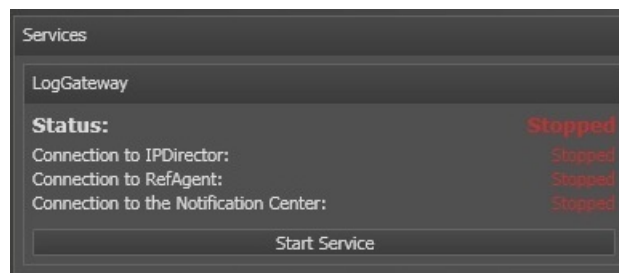 Services
LogGateway
Status: Stopped
Connection to IPDirector: Stopped
Connection to RefAgent: Stopped
Connection to the Notification Center: Stopped
Start Service